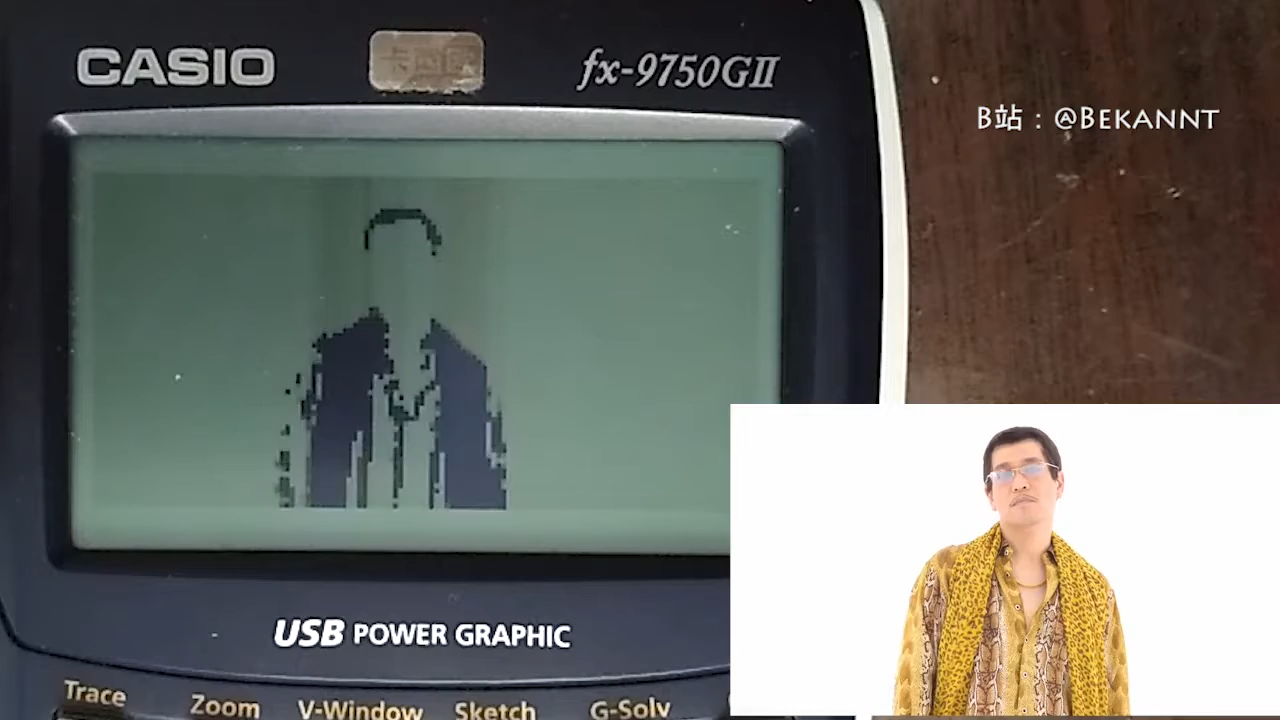 CASIO
fx-9750GII
B站：@BEKANNT
USB POWER GRAPHIC
Trace
Zoom
V-Window
Sketch
G-Solv